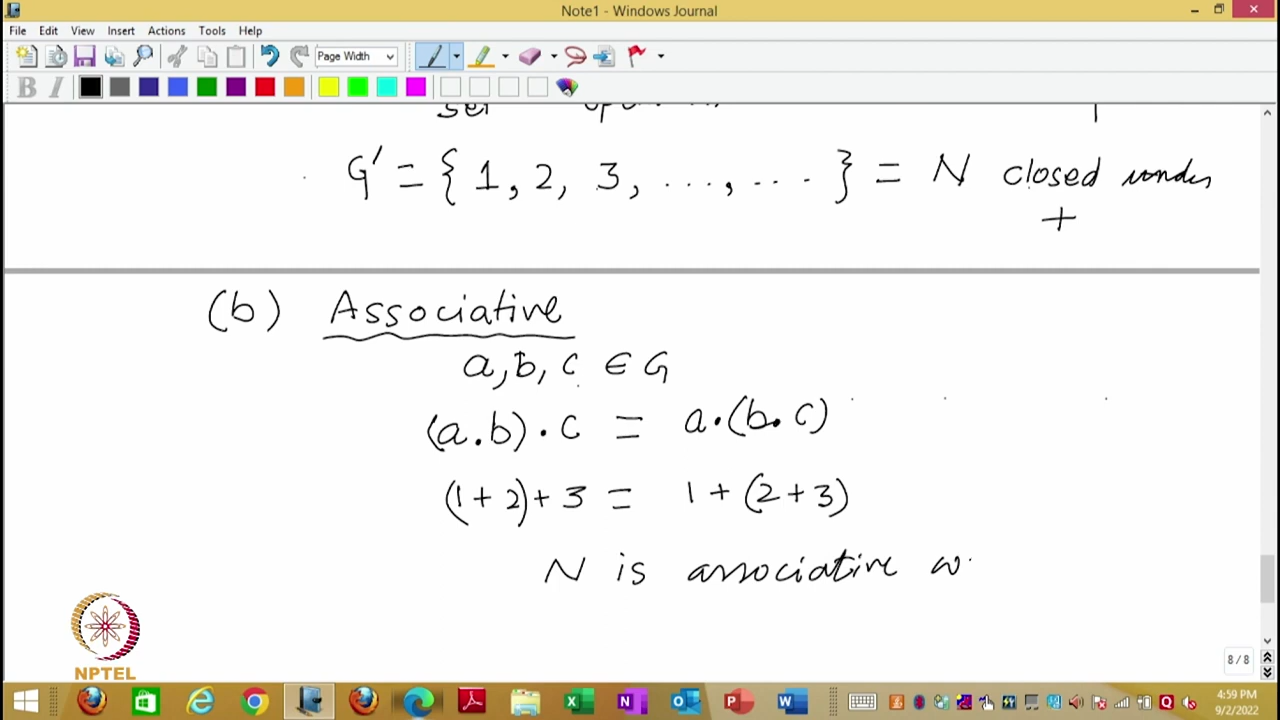 Note1 - Windows Journal
File Edit View Insert Actions Tools Help
Page Width
B I
set
G' = { 1, 2, 3, ..., ... } = N closed under
+
(b) Associative
a, b, c ∈ G
(a.b) . c = a.(b.c)
(1+2)+3 = 1+(2+3)
N is associative w.
8 / 8
NPTEL
4:59 PM
9/2/2022